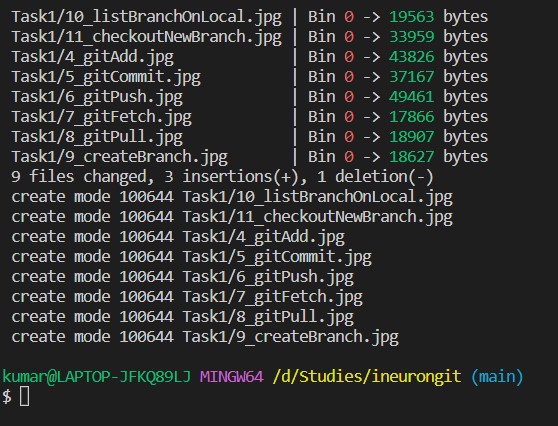 Task1/10_listBranchOnLocal.jpg | Bin 0 -> 19563 bytes
Task1/11_checkoutNewBranch.jpg | Bin 0 -> 33959 bytes
Task1/4_gitAdd.jpg | Bin 0 -> 43826 bytes
Task1/5_gitCommit.jpg | Bin 0 -> 37167 bytes
Task1/6_gitPush.jpg | Bin 0 -> 49461 bytes
Task1/7_gitFetch.jpg | Bin 0 -> 17866 bytes
Task1/8_gitPull.jpg | Bin 0 -> 18907 bytes
Task1/9_createBranch.jpg | Bin 0 -> 18627 bytes
9 files changed, 3 insertions(+), 1 deletion(-)
create mode 100644 Task1/10_listBranchOnLocal.jpg
create mode 100644 Task1/11_checkoutNewBranch.jpg
create mode 100644 Task1/4_gitAdd.jpg
create mode 100644 Task1/5_gitCommit.jpg
create mode 100644 Task1/6_gitPush.jpg
create mode 100644 Task1/7_gitFetch.jpg
create mode 100644 Task1/8_gitPull.jpg
create mode 100644 Task1/9_createBranch.jpg
kumar@LAPTOP-JFKQ89LJ MINGW64 /d/Studies/ineurongit (main)
$